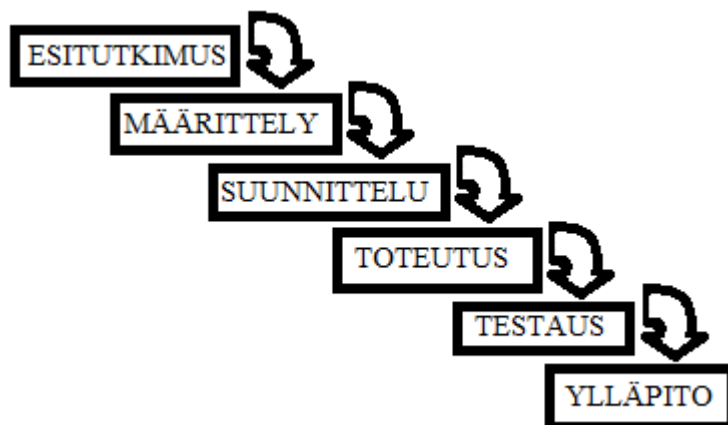 ESITUTKIMUS
MÄÄRITTELY
SUUNNITTELU
TOTEUTUS
TESTAUS
YLLÄPITO